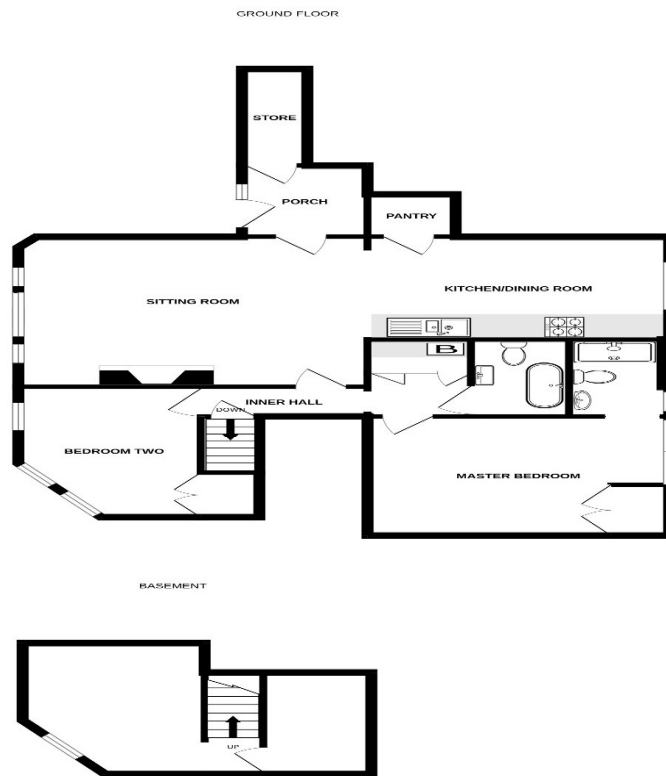 GROUND FLOOR
STORE
PORCH
PANTRY
KITCHEN/DINING ROOM
SITTING ROOM
B
INNER HALL
DOWN
BEDROOM TWO
MASTER BEDROOM
BASEMENT
UP